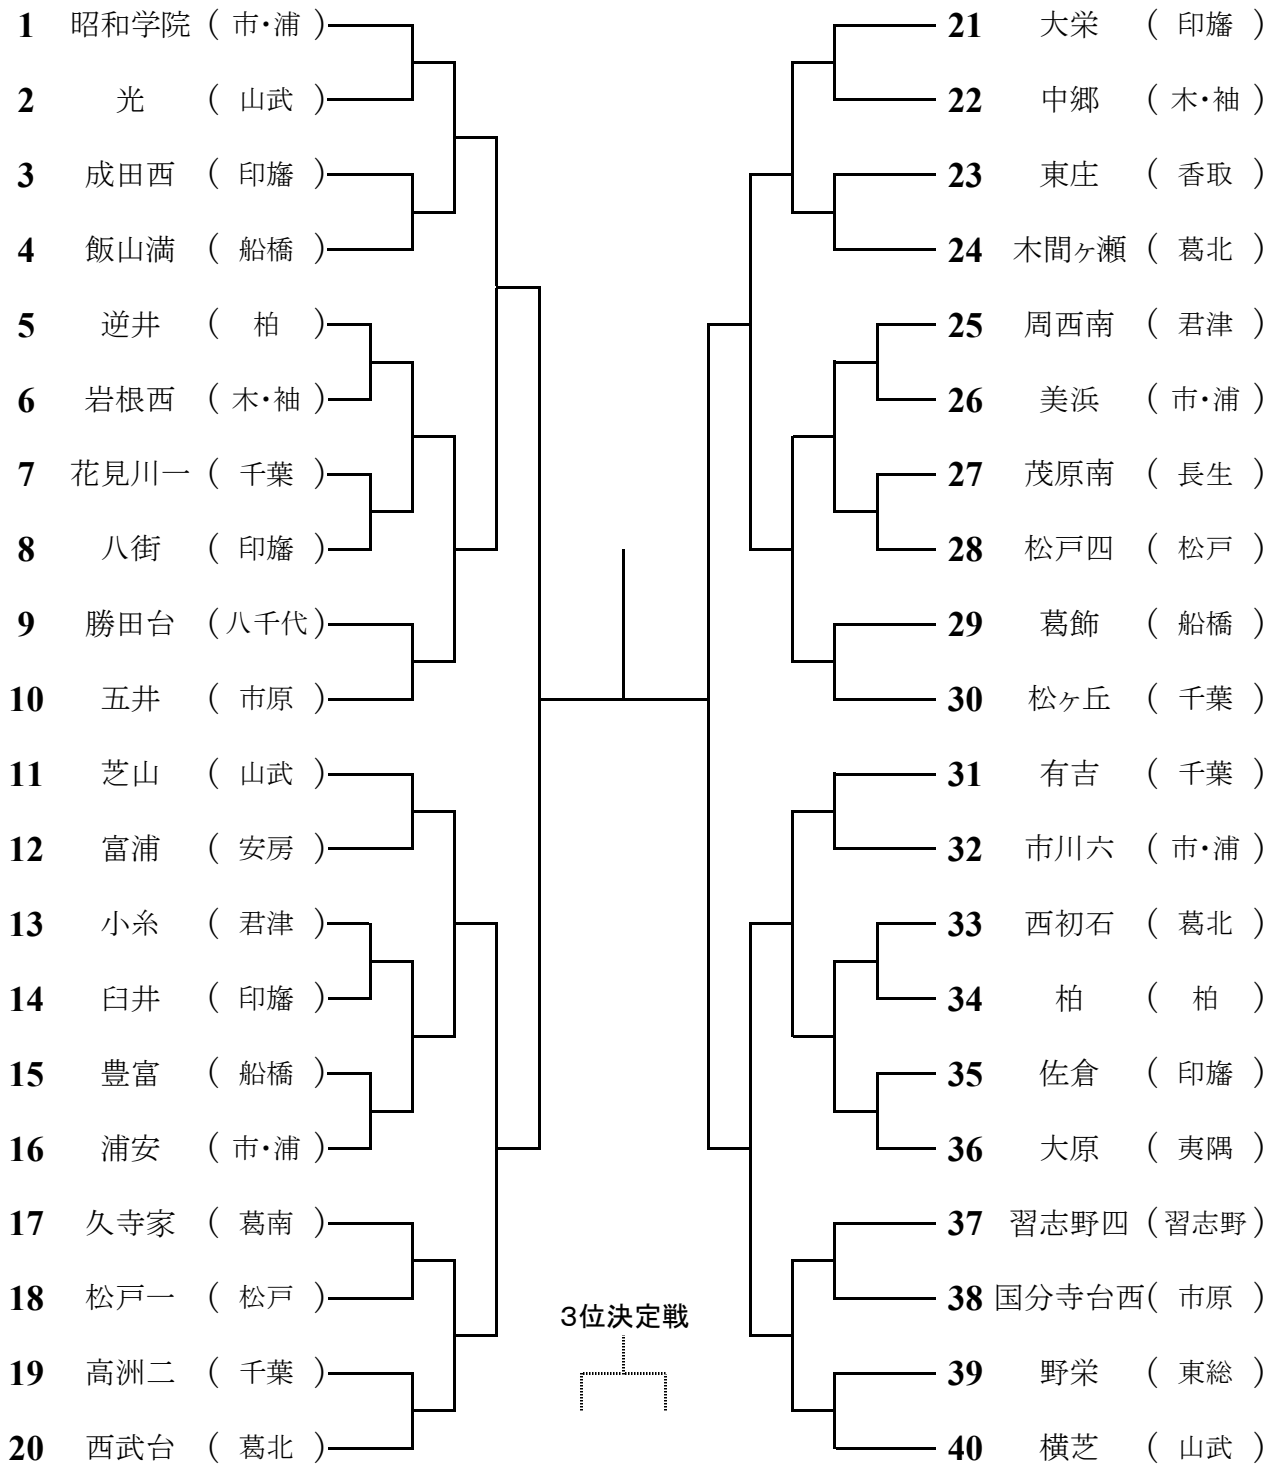 1 昭和学院 ( 市・浦 )
2 光 ( 山武 )
3 成田西 ( 印旛 )
4 飯山満 ( 船橋 )
5 逆井 ( 柏 )
6 岩根西 ( 木・袖 )
7 花見川一 ( 千葉 )
8 八街 ( 印旛 )
9 勝田台 ( 八千代 )
10 五井 ( 市原 )
11 芝山 ( 山武 )
12 富浦 ( 安房 )
13 小糸 ( 君津 )
14 臼井 ( 印旛 )
15 豊富 ( 船橋 )
16 浦安 ( 市・浦 )
17 久寺家 ( 葛南 )
18 松戸一 ( 松戸 )
19 高洲二 ( 千葉 )
20 西武台 ( 葛北 )
3位決定戦
21 大栄 ( 印旛 )
22 中郷 ( 木・袖 )
23 東庄 ( 香取 )
24 木間ヶ瀬 ( 葛北 )
25 周西南 ( 君津 )
26 美浜 ( 市・浦 )
27 茂原南 ( 長生 )
28 松戸四 ( 松戸 )
29 葛飾 ( 船橋 )
30 松ヶ丘 ( 千葉 )
31 有吉 ( 千葉 )
32 市川六 ( 市・浦 )
33 西初石 ( 葛北 )
34 柏 ( 柏 )
35 佐倉 ( 印旛 )
36 大原 ( 夷隅 )
37 習志野四 ( 習志野 )
38 国分寺台西 ( 市原 )
39 野栄 ( 東総 )
40 横芝 ( 山武 )